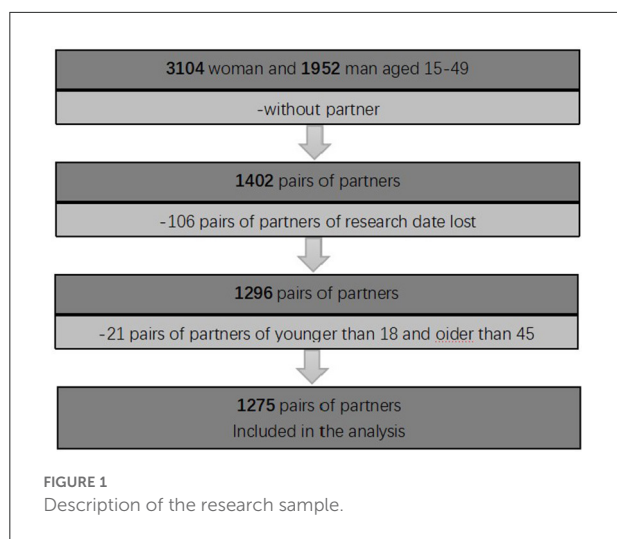 3104 woman and 1952 man aged 15-49
-without partner
1402 pairs of partners
-106 pairs of partners of research date lost
1296 pairs of partners
-21 pairs of partners of younger than 18 and oider than 45
1275 pairs of partners
Included in the analysis
FIGURE 1
Description of the research sample.